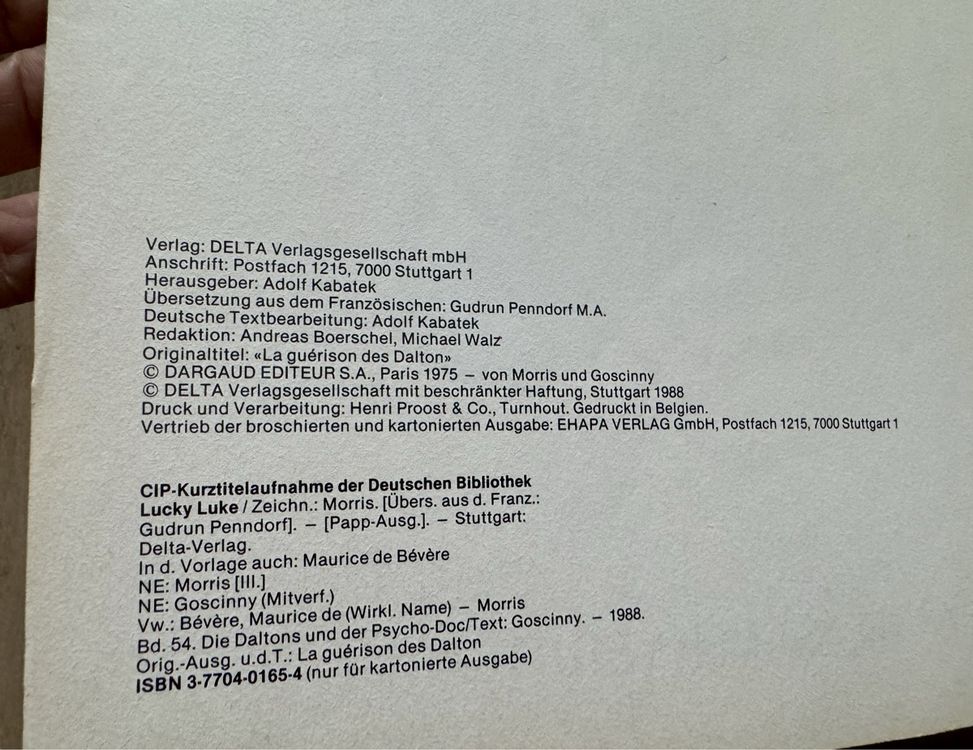 Verlag: DELTA Verlagsgesellschaft mbH
Anschrift: Postfach 1215, 7000 Stuttgart 1
Herausgeber: Adolf Kabatek
Übersetzung aus dem Französischen: Gudrun Penndorf M.A.
Deutsche Textbearbeitung: Adolf Kabatek
Redaktion: Andreas Boerschel, Michael Walz
Originaltitel: «La guérison des Dalton»
© DARGAUD EDITEUR S.A., Paris 1975 – von Morris und Goscinny
© DELTA Verlagsgesellschaft mit beschränkter Haftung, Stuttgart 1988
Druck und Verarbeitung: Henri Proost & Co., Turnhout. Gedruckt in Belgien.
Vertrieb der broschierten und kartonierten Ausgabe: EHAPA VERLAG GmbH, Postfach 1215, 7000 Stuttgart 1
CIP-Kurztitelaufnahme der Deutschen Bibliothek
Lucky Luke / Zeichn.: Morris. [Übers. aus d. Franz.:
Gudrun Penndorf]. – [Papp-Ausg.]. – Stuttgart:
Delta-Verlag.
In d. Vorlage auch: Maurice de Bévère
NE: Morris [Ill.]
NE: Goscinny (Mitverf.)
Vw.: Bévère, Maurice de (Wirkl. Name) – Morris
Bd. 54. Die Daltons und der Psycho-Doc/Text: Goscinny. – 1988.
Orig.-Ausg. u.d.T.: La guérison des Dalton
ISBN 3-7704-0165-4 (nur für kartonierte Ausgabe)